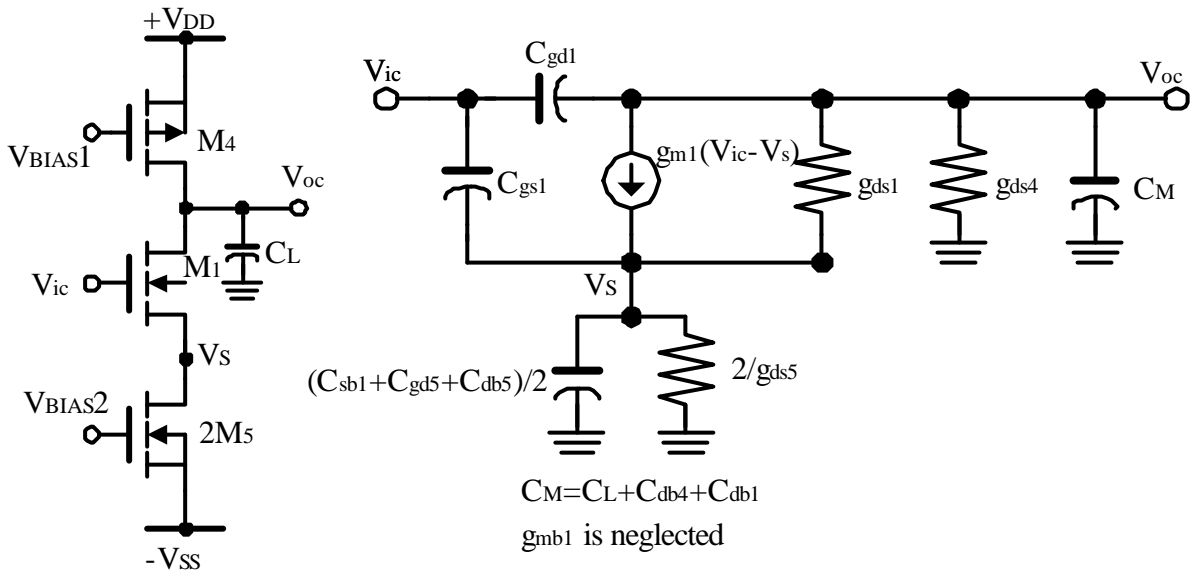 +VDD
VBIAS1
M4
Voc
CL
M1
Vic
VS
VBIAS2
2M5
-VSS
Vic
Cgd1
Voc
Cgs1
gm1(Vic-Vs)
gds1
gds4
CM
VS
(Csb1+Cgd5+Cdb5)/2
2/gds5
CM=CL+Cdb4+Cdb1
gmb1 is neglected